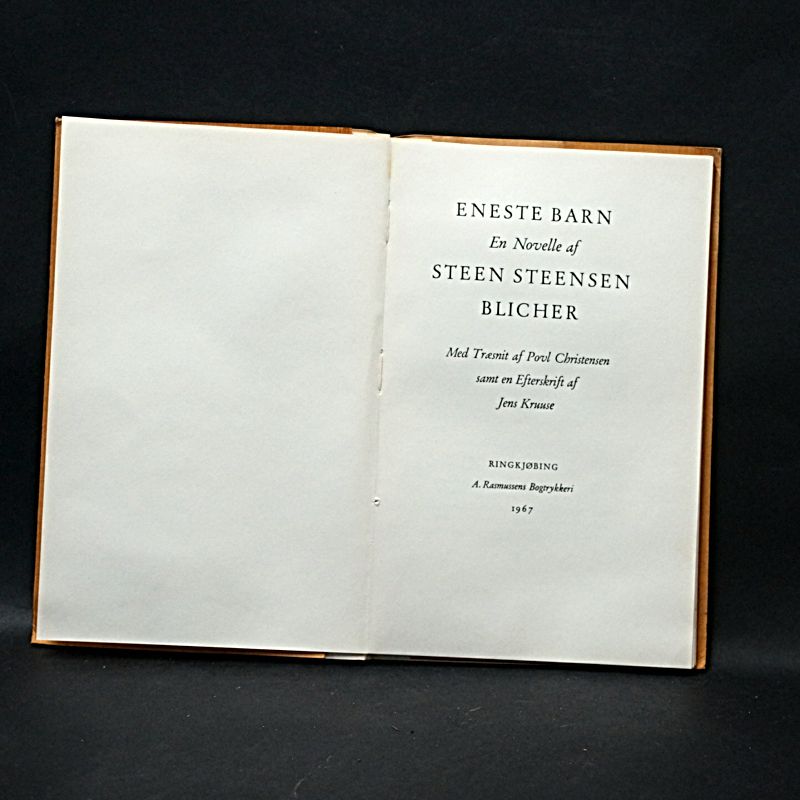 ENESTE BARN
En Novelle af
STEEN STEENSEN
BLICHER
Med Træsnit af Povl Christensen
samt en Efterskrift af
Jens Kruuse
RINGKJØBING
A. Rasmussens Bogtrykkeri
1967